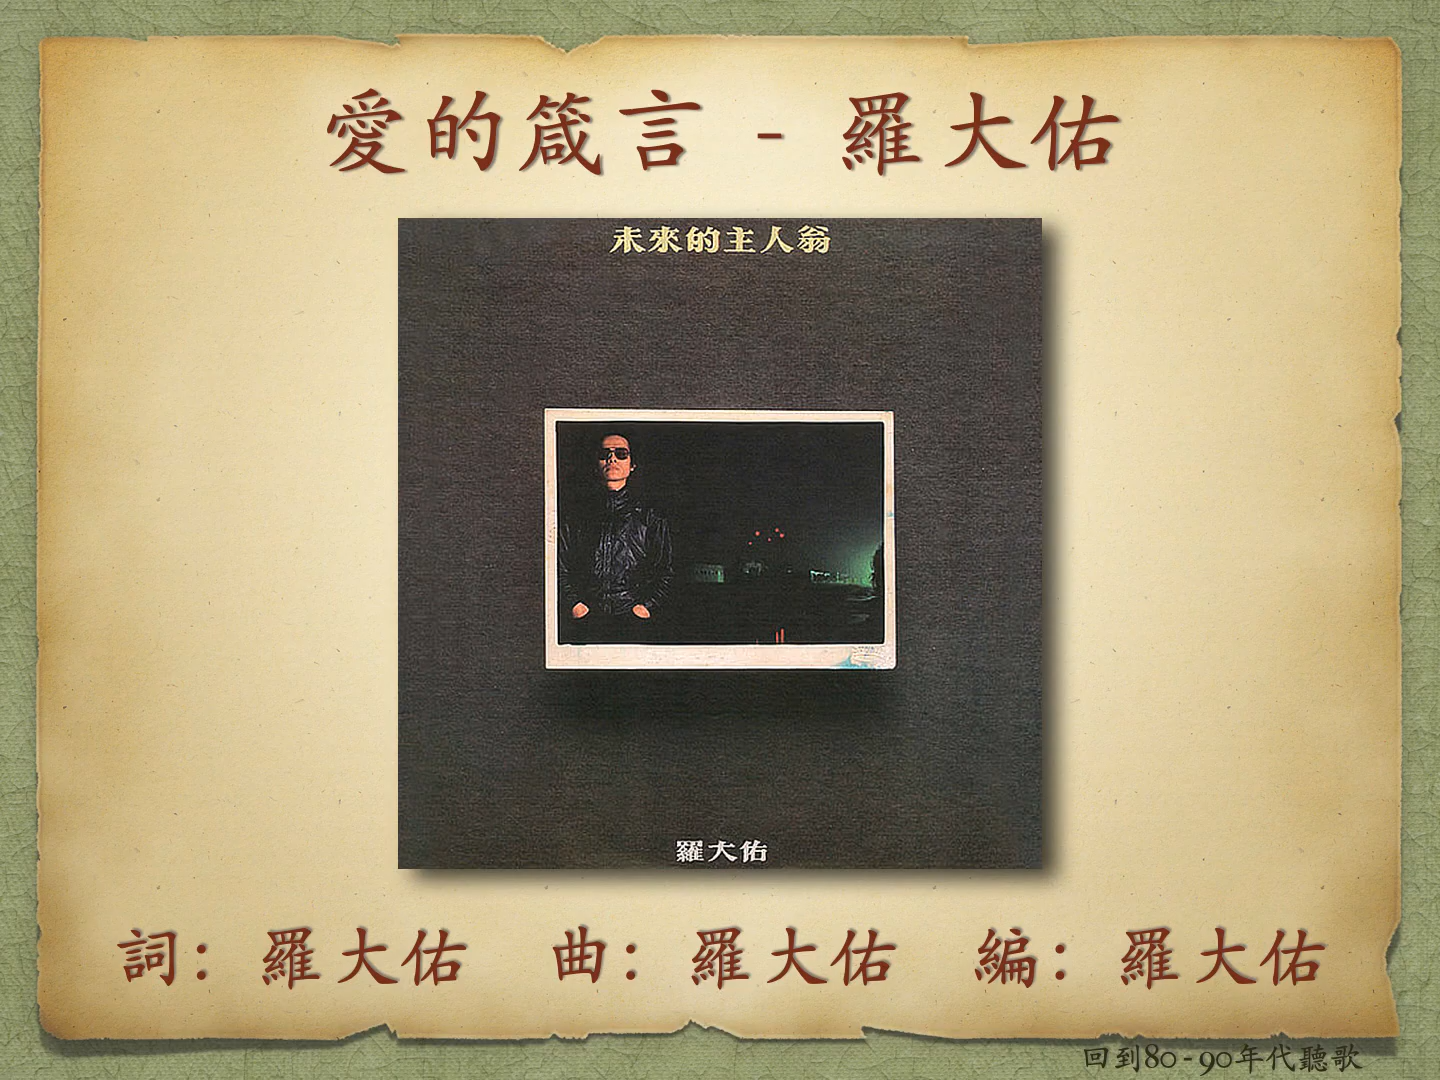 愛的箴言 - 羅大佑
未來的主人翁
羅大佑
詞：羅大佑 曲：羅大佑 編：羅大佑
回到80-90年代聽歌